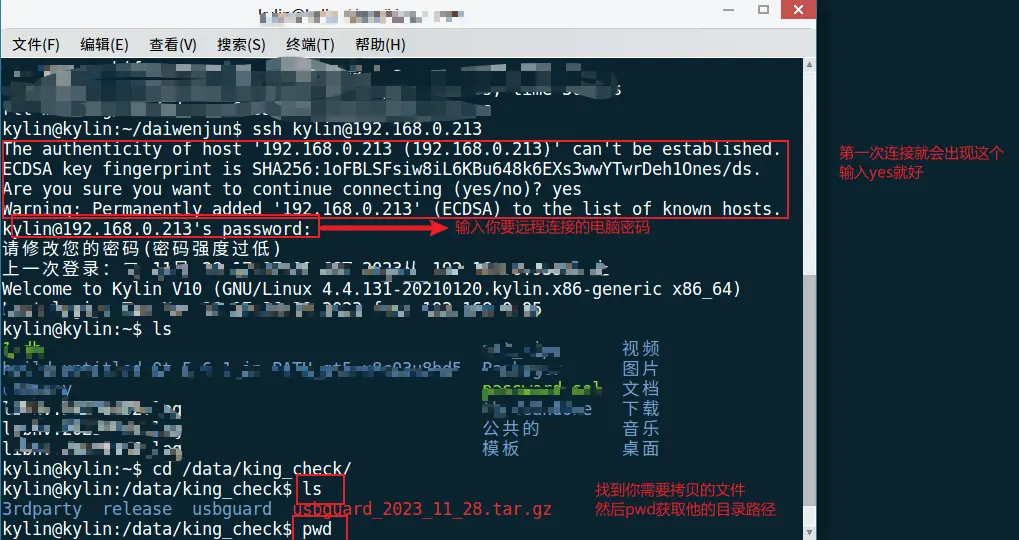 文件(F) 编辑(E) 查看(V) 搜索(S) 终端(T) 帮助(H)
kylin@kylin:~/daiwenjun$ ssh kylin@192.168.0.213
The authenticity of host '192.168.0.213 (192.168.0.213)' can't be established.
ECDSA key fingerprint is SHA256:1oFBLSFsiw8iL6KBu648k6EXs3wwYTwrDeh1Ones/ds.
Are you sure you want to continue connecting (yes/no)? yes
Warning: Permanently added '192.168.0.213' (ECDSA) to the list of known hosts.
第一次连接就会出现这个
输入yes就好
kylin@192.168.0.213's password:
输入你要远程连接的电脑密码
请修改您的密码(密码强度过低)
上一次登录:
Welcome to Kylin V10 (GNU/Linux 4.4.131-20210120.kylin.x86-generic x86_64)
kylin@kylin:~$ ls
视频
图片
文档
下载
公共的 音乐
模板 桌面
kylin@kylin:~$ cd /data/king_check/
kylin@kylin:/data/king_check$ ls
3rdparty release usbguard usbguard_2023_11_28.tar.gz
kylin@kylin:/data/king_check$ pwd
找到你需要拷贝的文件
然后pwd获取他的目录路径